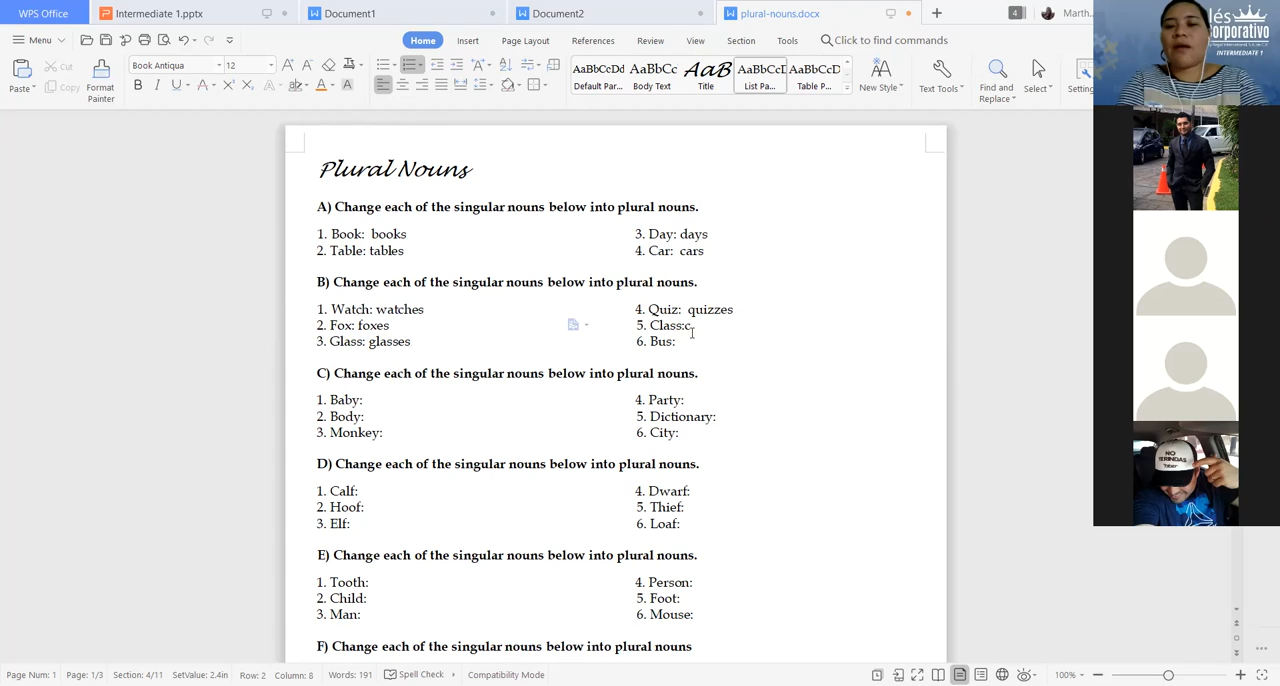 WPS Office
Intermediate 1.pptx
Document1
Document2
plural-nouns.docx
4
Marth...
Menu
Home
Insert
Page Layout
References
Review
View
Section
Tools
Click to find commands
Paste
Cut
Copy
Format
Painter
Book Antiqua
12
AaBbCcDd
Default Par...
AaBbCc
Body Text
AaB
Title
AaBbCcI
List Pa...
AaBbCcD
Table P...
New Style
Text Tools
Find and
Replace
Select
Setting
Plural Nouns
A) Change each of the singular nouns below into plural nouns.
1. Book: books
2. Table: tables
3. Day: days
4. Car: cars
B) Change each of the singular nouns below into plural nouns.
1. Watch: watches
2. Fox: foxes
3. Glass: glasses
4. Quiz: quizzes
5. Class:c
6. Bus:
C) Change each of the singular nouns below into plural nouns.
1. Baby:
2. Body:
3. Monkey:
4. Party:
5. Dictionary:
6. City:
D) Change each of the singular nouns below into plural nouns.
1. Calf:
2. Hoof:
3. Elf:
4. Dwarf:
5. Thief:
6. Loaf:
E) Change each of the singular nouns below into plural nouns.
1. Tooth:
2. Child:
3. Man:
4. Person:
5. Foot:
6. Mouse:
F) Change each of the singular nouns below into plural nouns
lés
corporativo
INTERMEDIATE 1
NO
Page Num: 1
Page: 1/3
Section: 4/11
SetValue: 2.4in
Row: 2
Column: 8
Words: 191
Spell Check
Compatibility Mode
100%